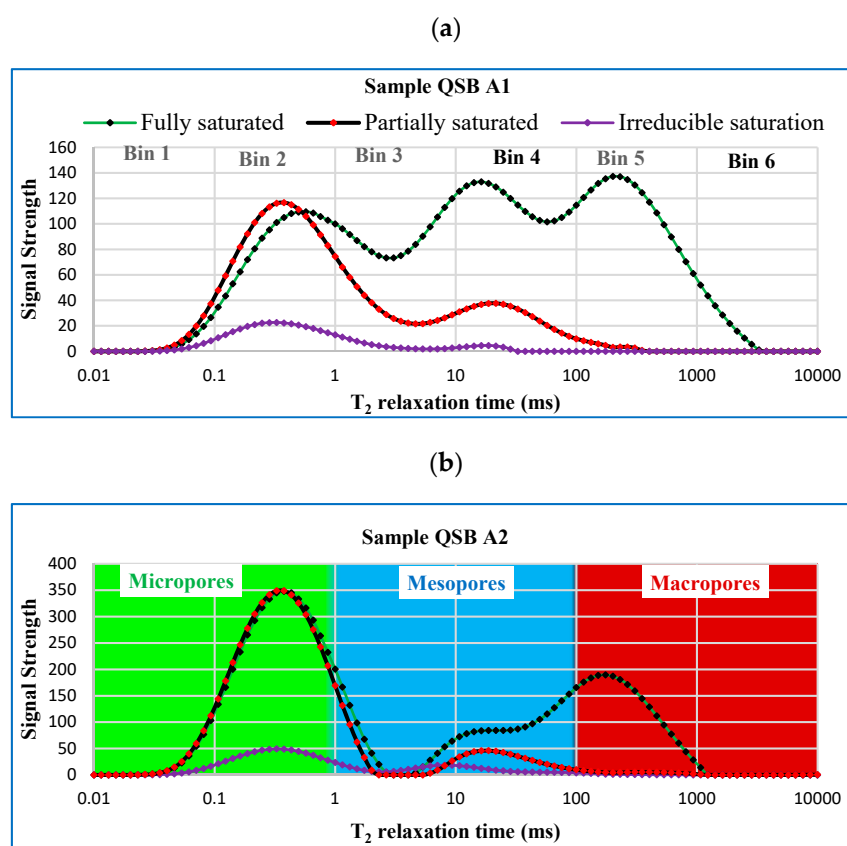 (a)
Sample QSB A1
Fully saturated Partially saturated Irreducible saturation
Bin 1 Bin 2 Bin 3 Bin 4 Bin 5 Bin 6
Signal Strength
160
140
120
100
80
60
40
20
0
0.01 0.1 1 10 100 1000 10000
T₂ relaxation time (ms)
(b)
Sample QSB A2
Micropores Mesopores Macropores
Signal Strength
400
350
300
250
200
150
100
50
0
0.01 0.1 1 10 100 1000 10000
T₂ relaxation time (ms)